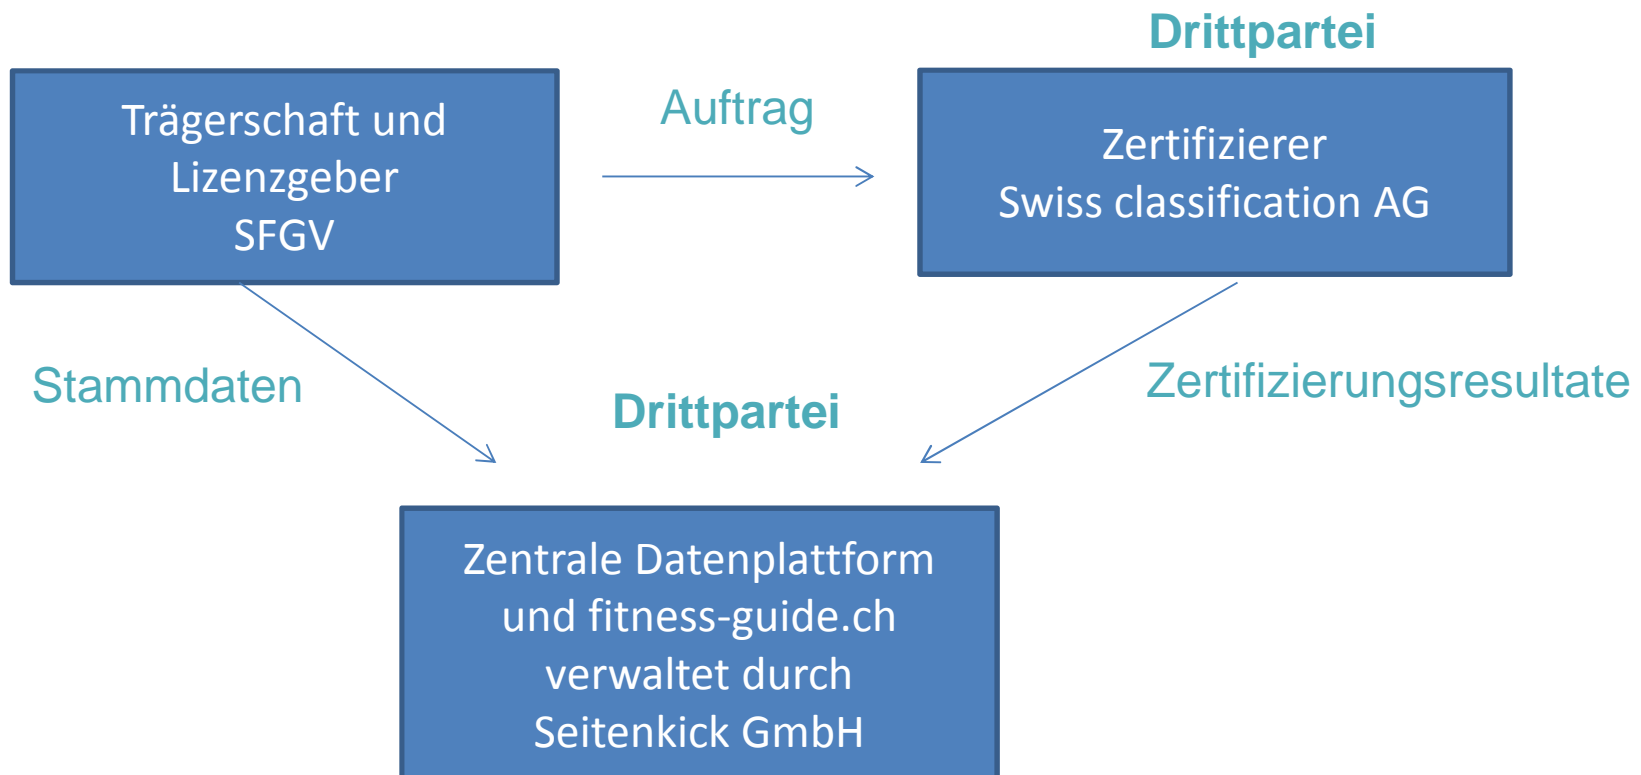 Drittpartei
Trägerschaft und
Lizenzgeber
SFGV
Auftrag
Zertifizierer
Swiss classification AG
Stammdaten
Drittpartei
Zertifizierungsresultate
Zentrale Datenplattform
und fitness-guide.ch
verwaltet durch
Seitenkick GmbH